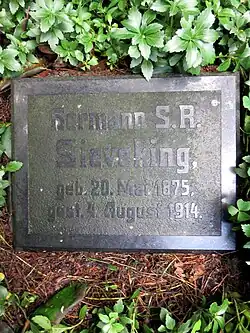 Hermann S.R.
Sieveking,
geb. 20. Mai 1875,
gest. 4. August 1914.